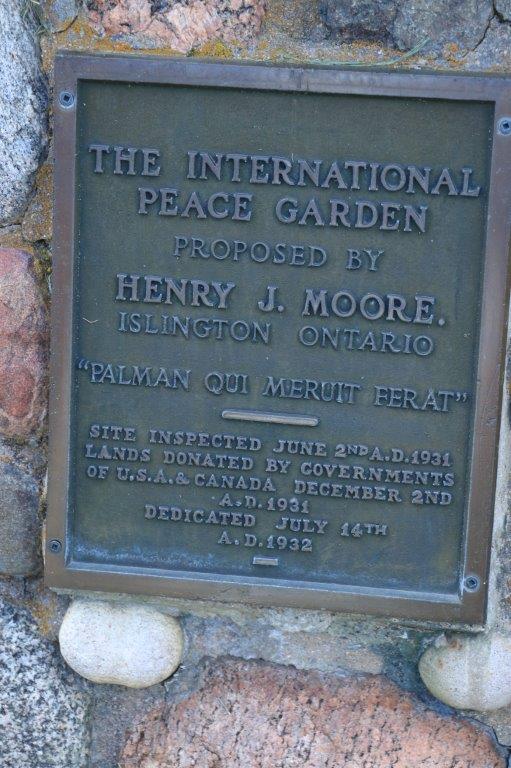 THE INTERNATIONAL
PEACE GARDEN
PROPOSED BY
HENRY J. MOORE.
ISLINGTON ONTARIO
"PALMAN QUI MERUIT FERAT"
SITE INSPECTED JUNE 2ND A.D.1931
LANDS DONATED BY GOVERNMENTS
OF U.S.A. & CANADA DECEMBER 2ND
A.D.1931
DEDICATED JULY 14TH
A.D.1932